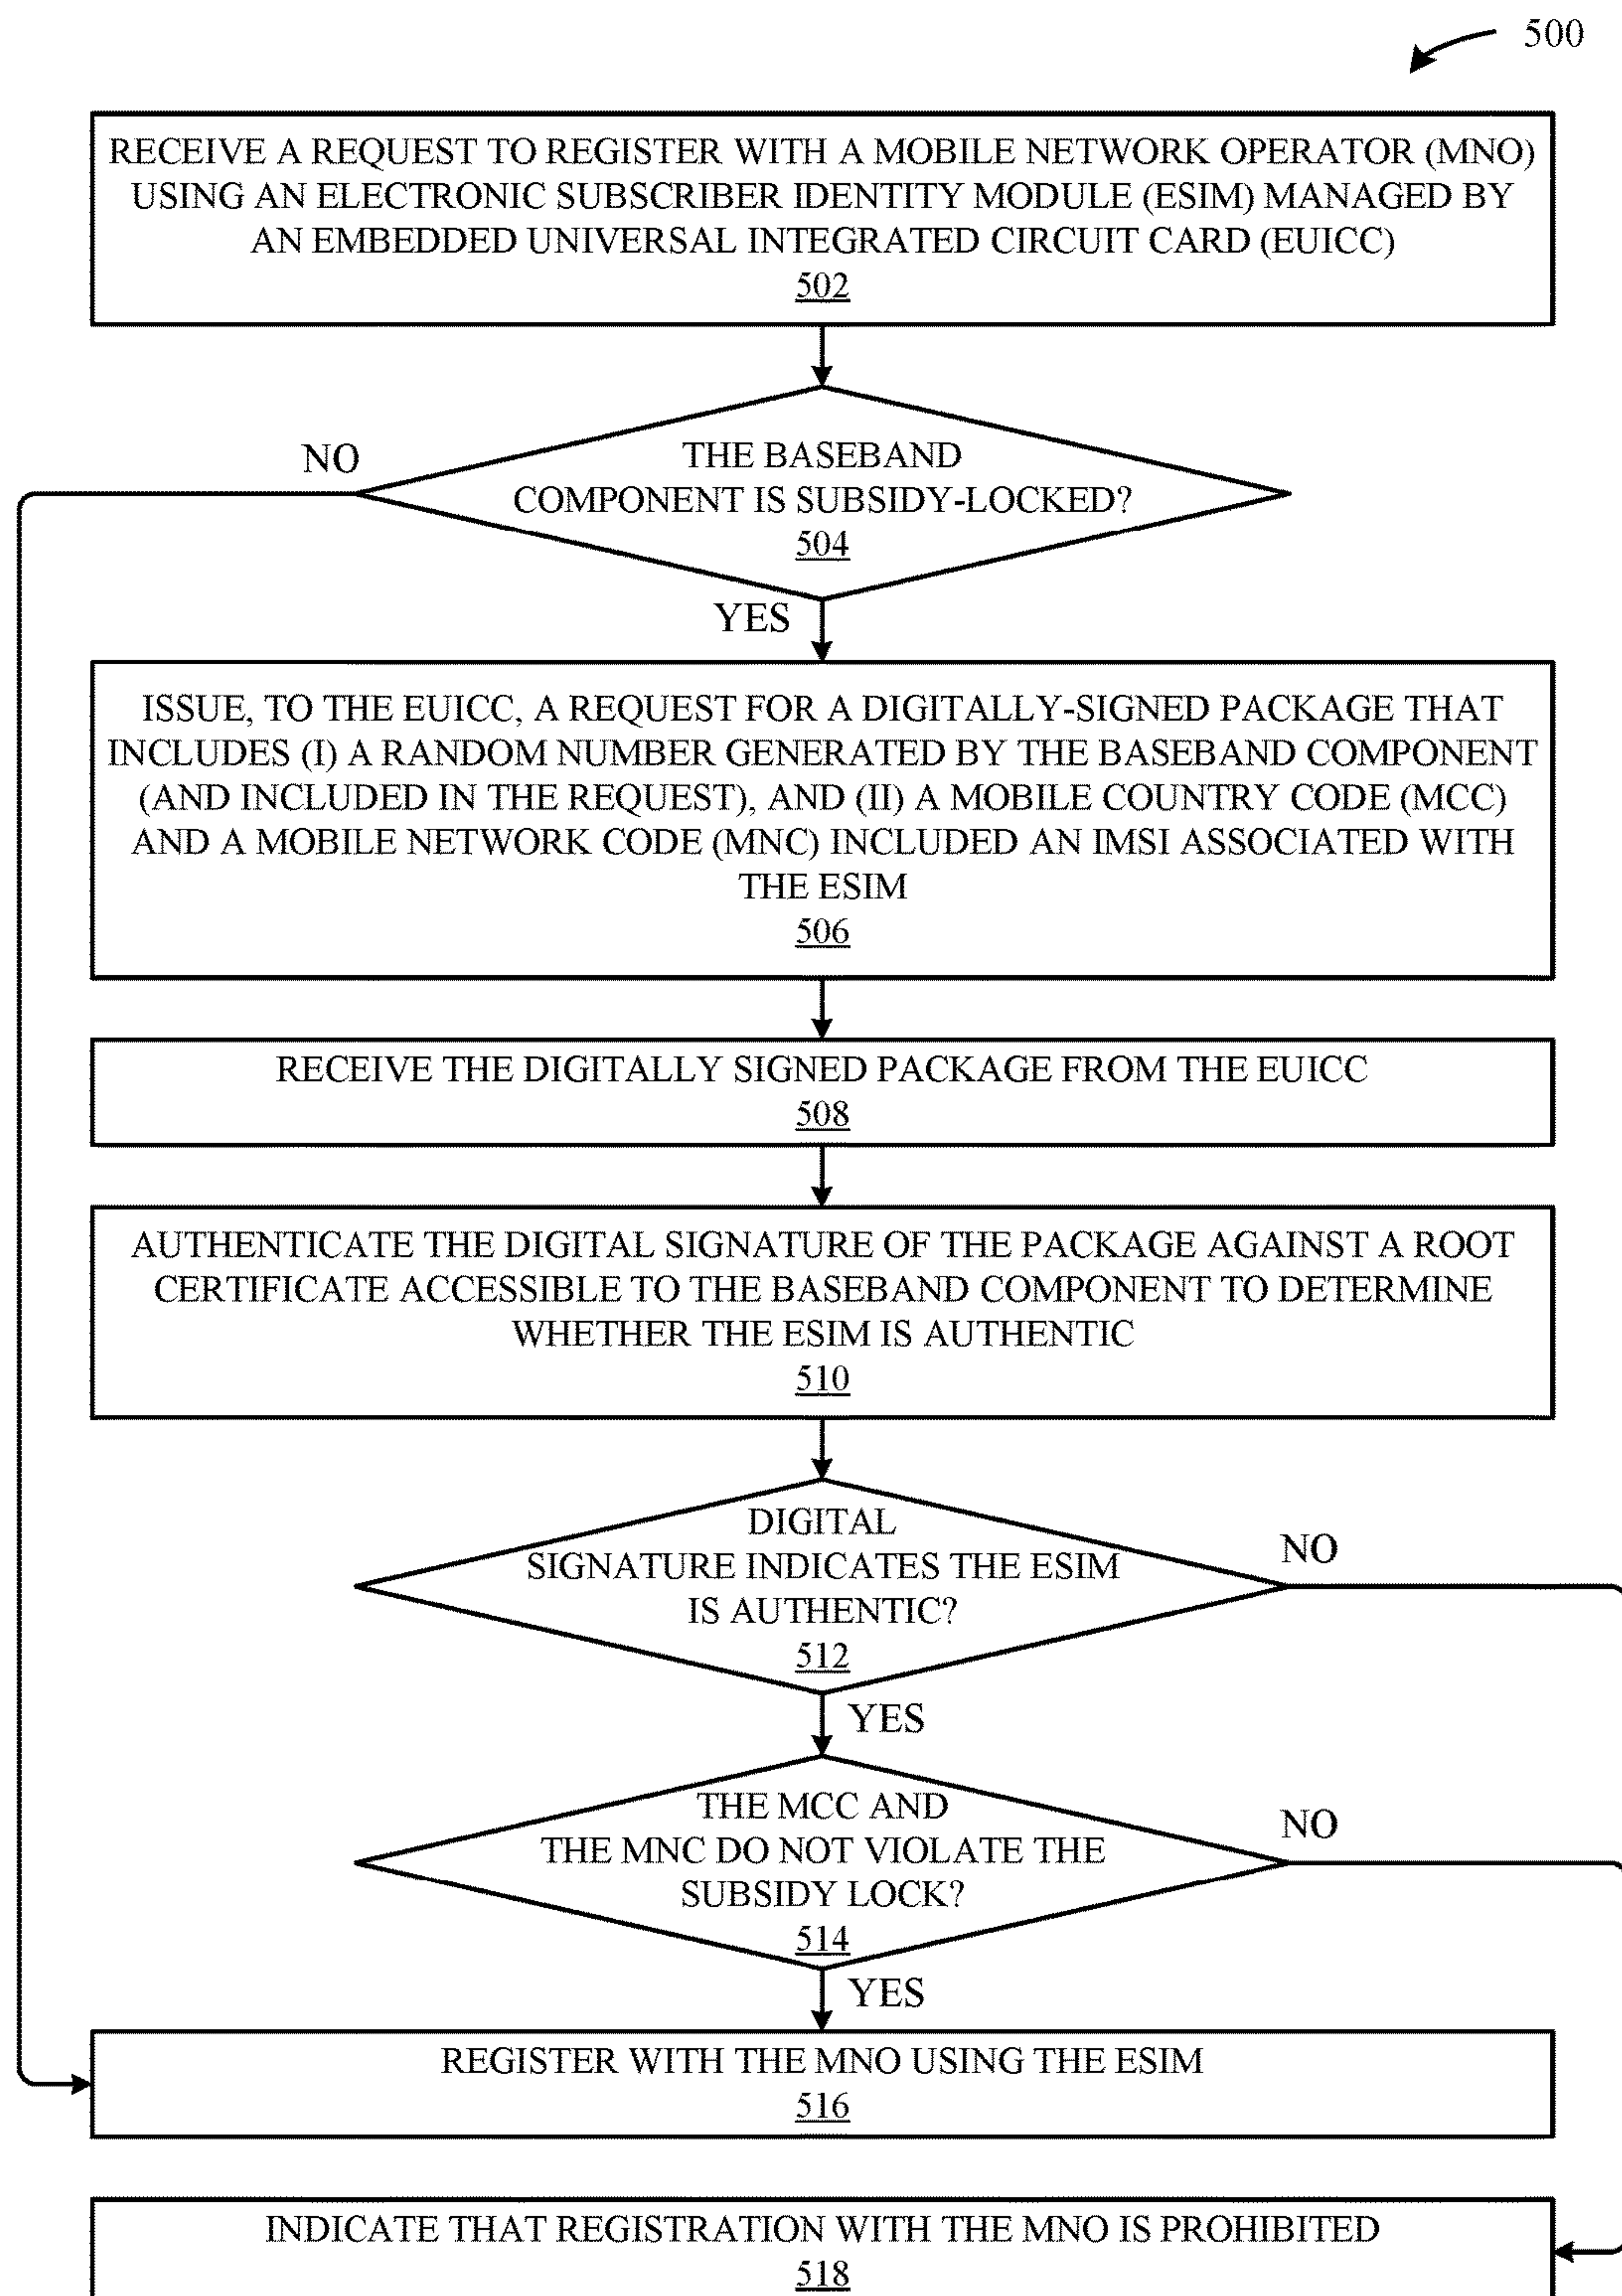 500
RECEIVE A REQUEST TO REGISTER WITH A MOBILE NETWORK OPERATOR (MNO)
USING AN ELECTRONIC SUBSCRIBER IDENTITY MODULE (ESIM) MANAGED BY
AN EMBEDDED UNIVERSAL INTEGRATED CIRCUIT CARD (EUICC)
502
NO
THE BASEBAND
COMPONENT IS SUBSIDY-LOCKED?
504
YES
ISSUE, TO THE EUICC, A REQUEST FOR A DIGITALLY-SIGNED PACKAGE THAT
INCLUDES (I) A RANDOM NUMBER GENERATED BY THE BASEBAND COMPONENT
(AND INCLUDED IN THE REQUEST), AND (II) A MOBILE COUNTRY CODE (MCC)
AND A MOBILE NETWORK CODE (MNC) INCLUDED AN IMSI ASSOCIATED WITH
THE ESIM
506
RECEIVE THE DIGITALLY SIGNED PACKAGE FROM THE EUICC
508
AUTHENTICATE THE DIGITAL SIGNATURE OF THE PACKAGE AGAINST A ROOT
CERTIFICATE ACCESSIBLE TO THE BASEBAND COMPONENT TO DETERMINE
WHETHER THE ESIM IS AUTHENTIC
510
DIGITAL
SIGNATURE INDICATES THE ESIM
IS AUTHENTIC?
512
NO
YES
THE MCC AND
THE MNC DO NOT VIOLATE THE
SUBSIDY LOCK?
514
NO
YES
REGISTER WITH THE MNO USING THE ESIM
516
INDICATE THAT REGISTRATION WITH THE MNO IS PROHIBITED
518